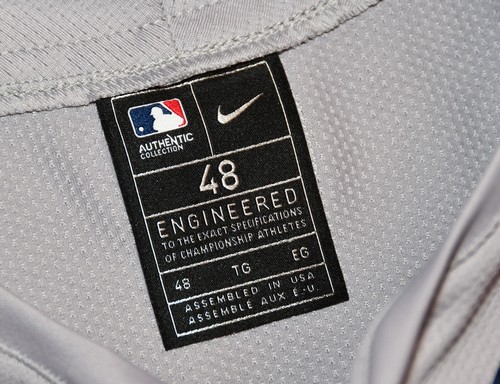 AUTHENTIC
COLLECTION
48
ENGINEERED
TO THE EXACT SPECIFICATIONS
OF CHAMPIONSHIP ATHLETES
48 TG EG
ASSEMBLED IN USA
ASSEMBLÉ AUX É.-U.